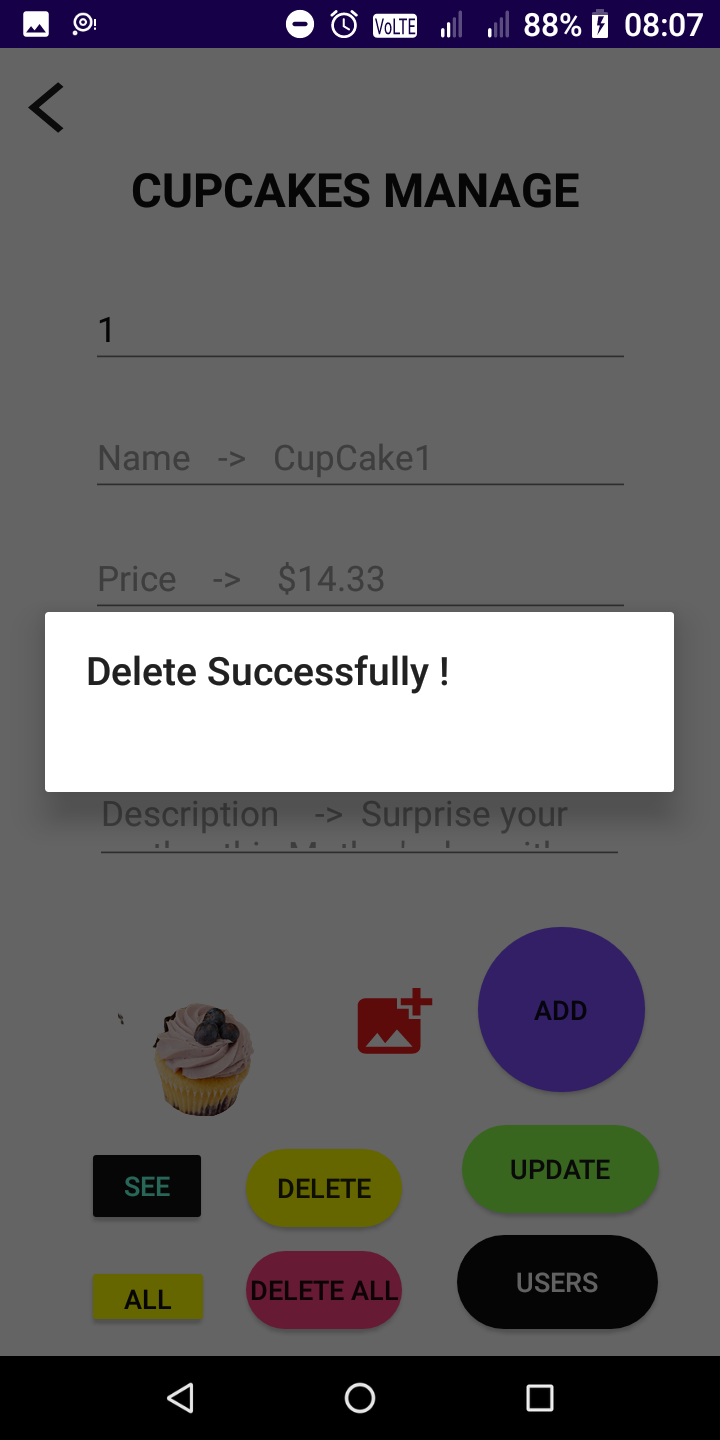 VoLTE 88% 08:07
CUPCAKES MANAGE
1
Name -> CupCake1
Price -> $14.33
Delete Successfully !
Description -> Surprise your
ADD
SEE DELETE UPDATE
ALL DELETE ALL USERS